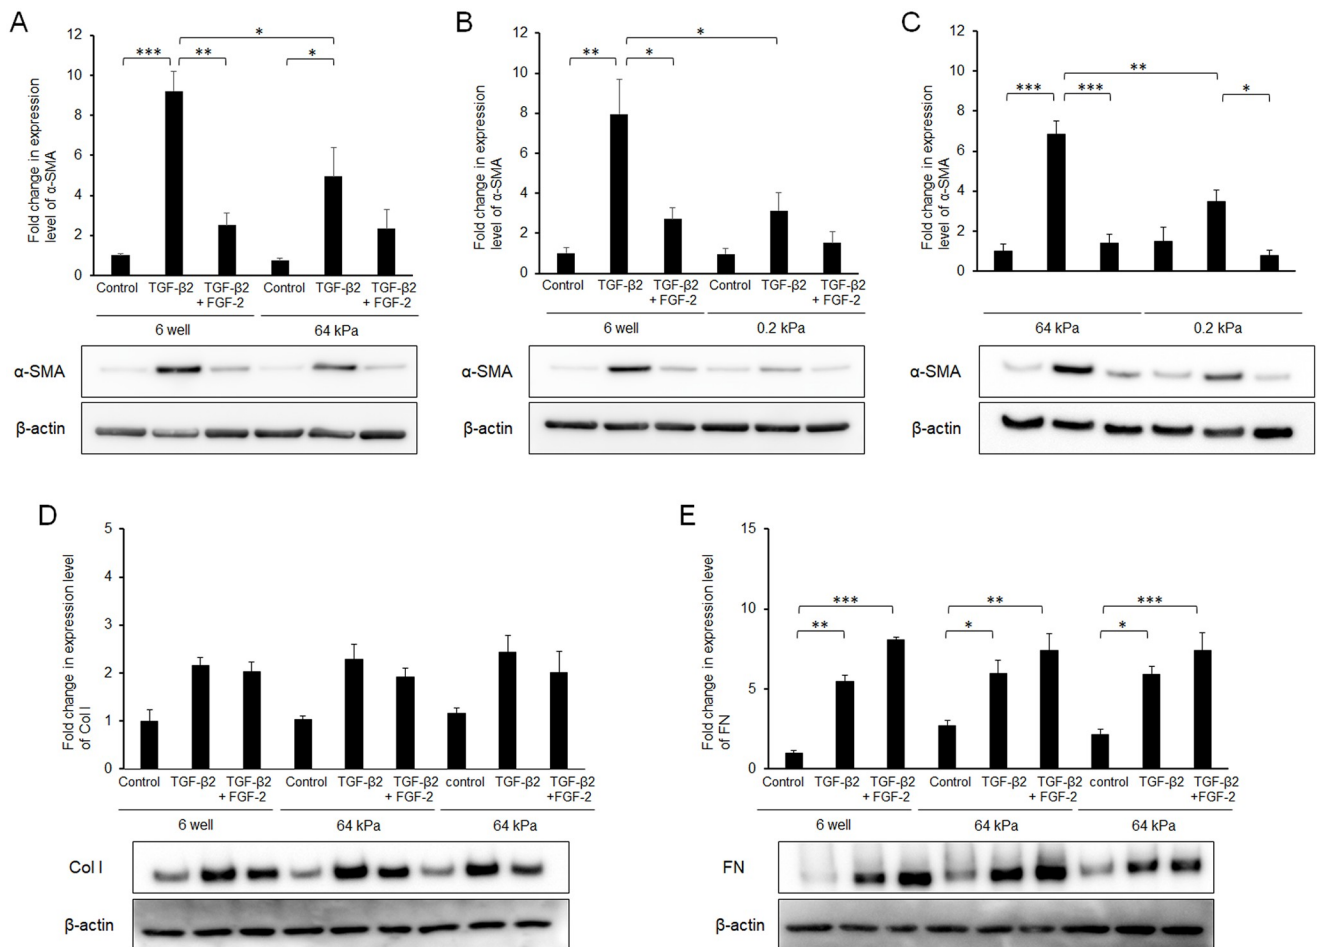 A
Fold change in expression
level of α-SMA
12
10
8
6
4
2
0
***
**
*
*
Control
TGF-β2
TGF-β2
+ FGF-2
Control
TGF-β2
TGF-β2
+ FGF-2
6 well
64 kPa
α-SMA
β-actin
B
Fold change in expression
level of α-SMA
12
10
8
6
4
2
0
**
*
*
Control
TGF-β2
TGF-β2
+ FGF-2
Control
TGF-β2
TGF-β2
+ FGF-2
6 well
0.2 kPa
α-SMA
β-actin
C
Fold change in expression
level of α-SMA
12
10
8
6
4
2
0
***
***
**
*
64 kPa
0.2 kPa
α-SMA
β-actin
D
Fold change in expression level
of Col I
5
4
3
2
1
0
Control
TGF-β2
TGF-β2
+ FGF-2
Control
TGF-β2
TGF-β2
+ FGF-2
control
TGF-β2
TGF-β2
+FGF-2
6 well
64 kPa
64 kPa
Col I
β-actin
E
Fold change in expression level
of FN
15
10
5
0
***
**
**
*
***
*
Control
TGF-β2
TGF-β2
+ FGF-2
Control
TGF-β2
TGF-β2
+ FGF-2
control
TGF-β2
TGF-β2
+FGF-2
6 well
64 kPa
64 kPa
FN
β-actin